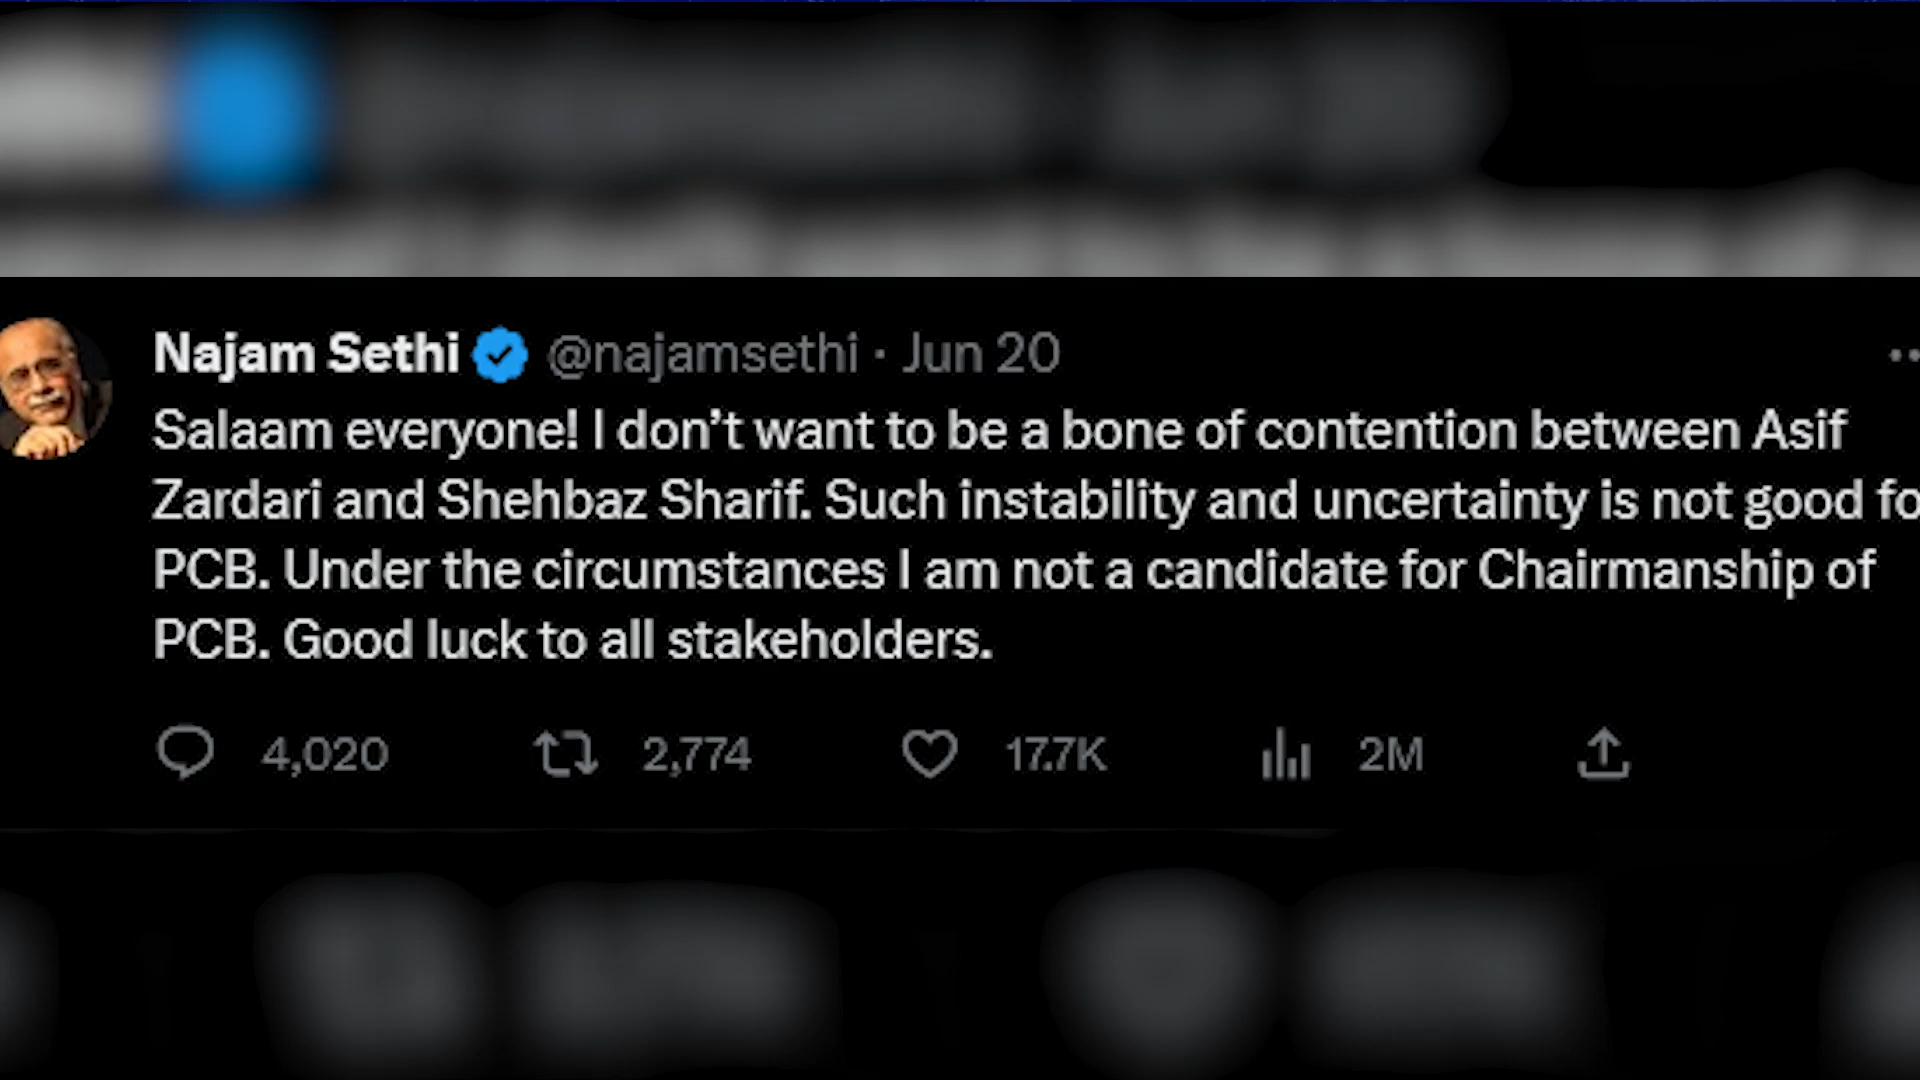 Najam Sethi @najamsethi · Jun 20
Salaam everyone! I don’t want to be a bone of contention between Asif
Zardari and Shehbaz Sharif. Such instability and uncertainty is not good fo
PCB. Under the circumstances I am not a candidate for Chairmanship of
PCB. Good luck to all stakeholders.
4,020 2,774 17.7K 2M